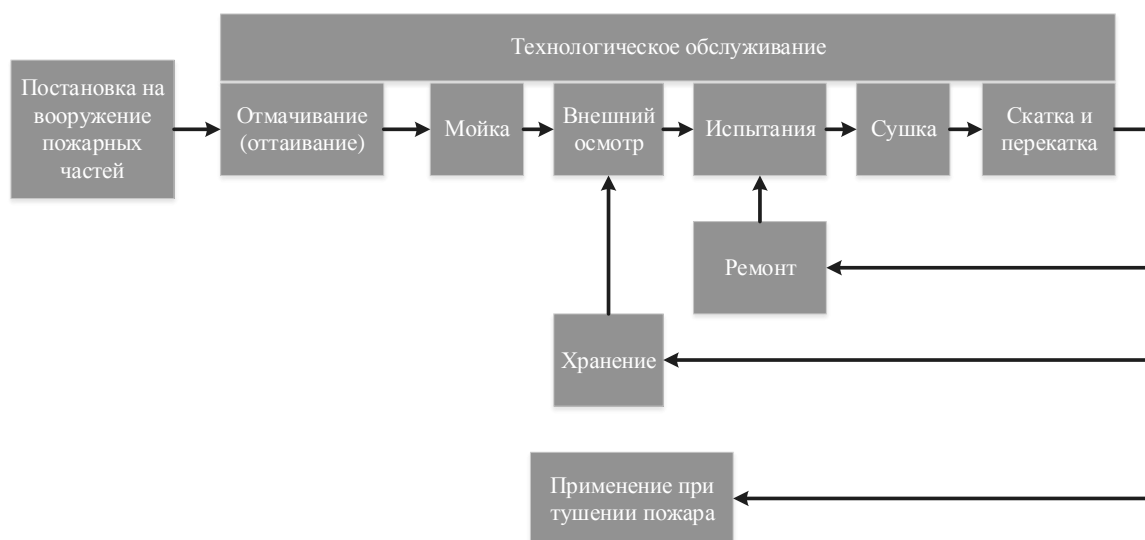 Технологическое обслуживание
Постановка на
вооружение
пожарных
частей
Отмачивание
(оттаивание)
Мойка
Внешний
осмотр
Испытания
Сушка
Скатка и
перекатка
Ремонт
Хранение
Применение при
тушении пожара